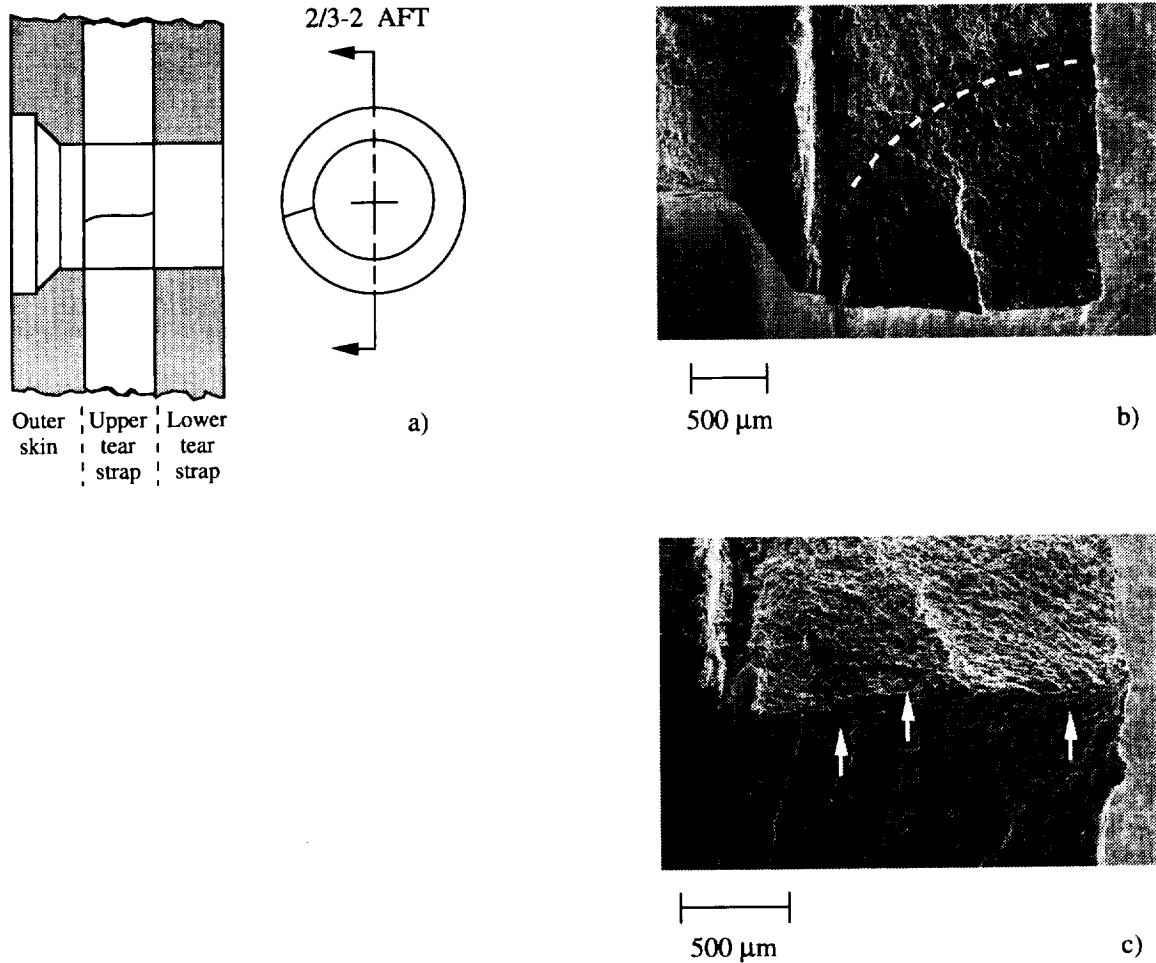 2/3-2 AFT
Outer skin
Upper tear strap
Lower tear strap
a)
500 μm
b)
500 μm
c)